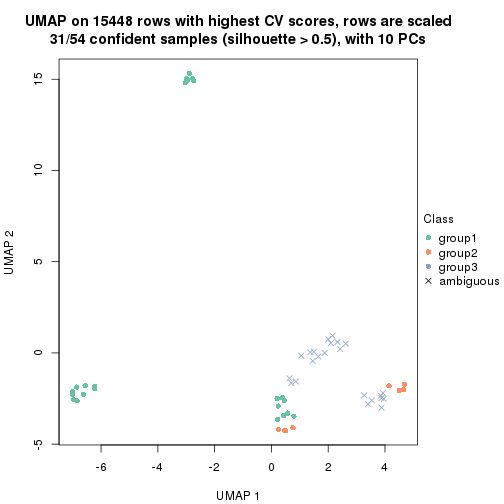 UMAP on 15448 rows with highest CV scores, rows are scaled
31/54 confident samples (silhouette > 0.5), with 10 PCs
15
10
5
0
-5
UMAP 2
-6
-4
-2
0
2
4
UMAP 1
Class
group1
group2
group3
ambiguous